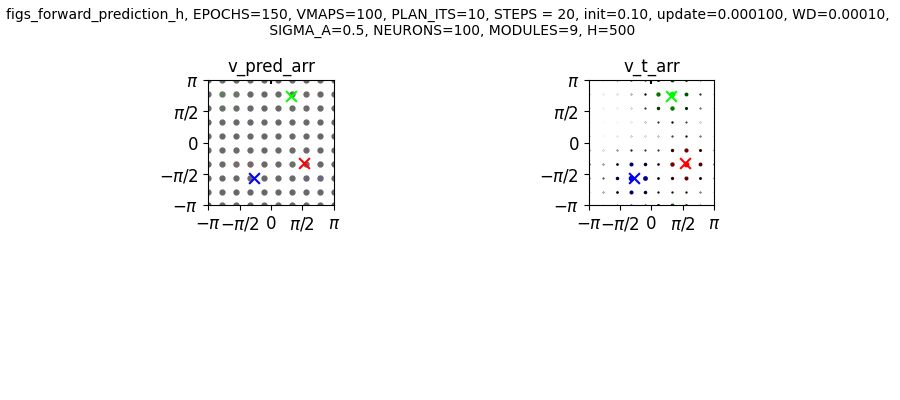 figs_forward_prediction_h, EPOCHS=150, VMAPS=100, PLAN_ITS=10, STEPS = 20, init=0.10, update=0.000100, WD=0.00010,
SIGMA_A=0.5, NEURONS=100, MODULES=9, H=500
v_pred_arr
π
π/2
0
−π/2
−π
−π −π/2 0 π/2 π
v_t_arr
π
π/2
0
−π/2
−π
−π −π/2 0 π/2 π